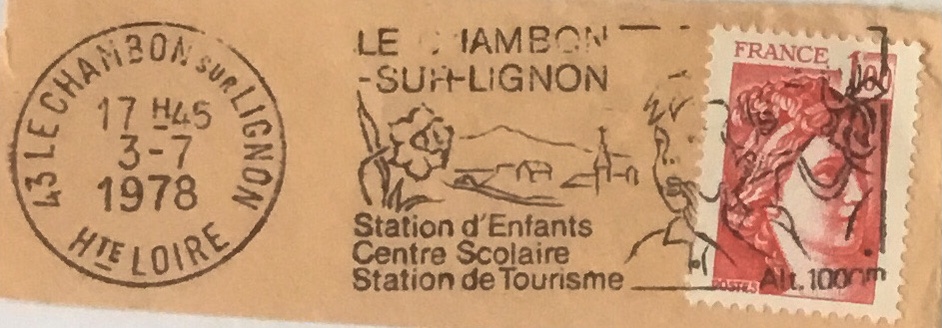 43 LE CHAMBON SUR LIGNON
17 H45
3-7
1978
HTE LOIRE
LE CHAMBON
-SUR-LIGNON
Station d'Enfants
Centre Scolaire
Station de Tourisme
FRANCE 1,00
POSTES
Alt. 1000m